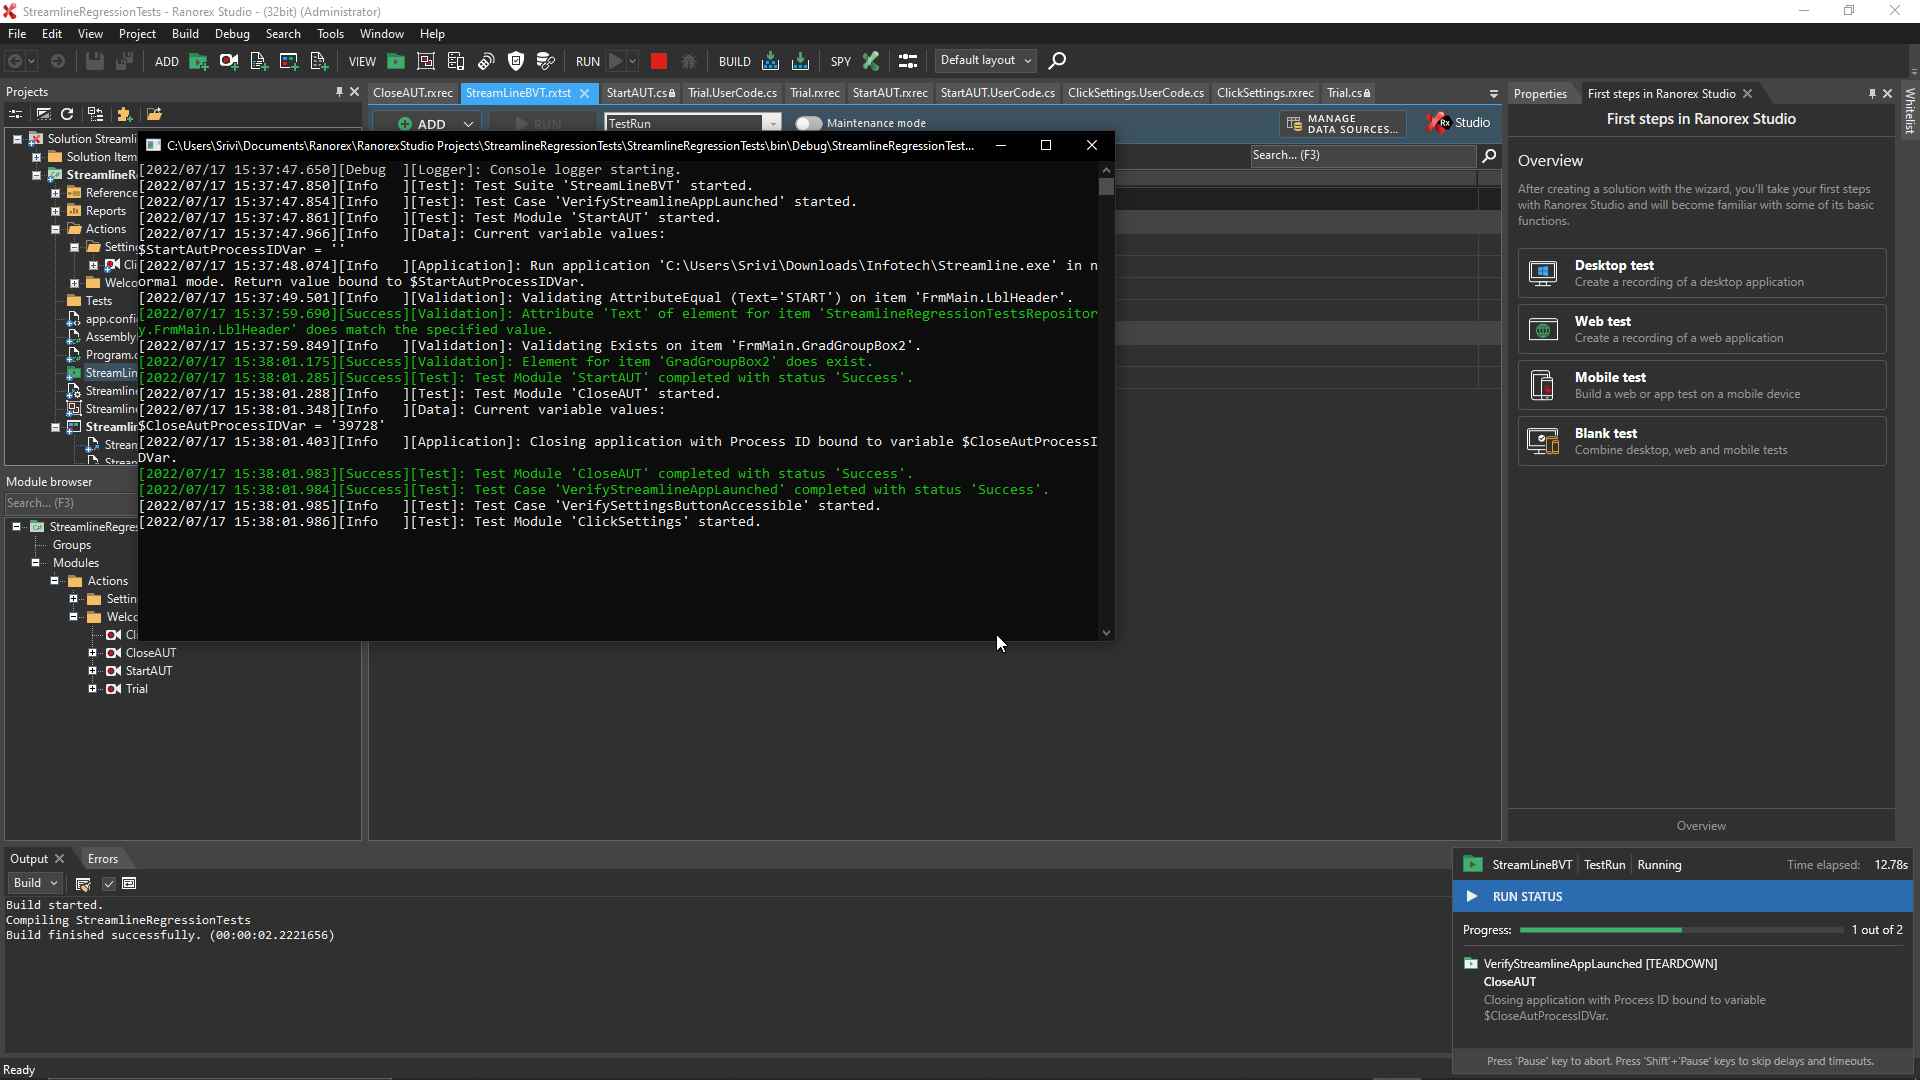 StreamlineRegressionTests - Ranorex Studio - (32bit) (Administrator)
File Edit View Project Build Debug Search Tools Window Help
ADD VIEW RUN BUILD SPY Default layout
Projects
CloseAUT.rxrec StreamLineBVT.rxtst StartAUT.cs Trial.UserCode.cs Trial.rxrec StartAUT.rxrec StartAUT.UserCode.cs ClickSettings.UserCode.cs ClickSettings.rxrec Trial.cs
ADD RUN TestRun Maintenance mode MANAGE DATA SOURCES... Rx Studio
Search... (F3)
Solution Streamli
Solution Item
StreamlineR
Reference
Reports
Actions
Setting
Cli
Welco
Tests
app.confi
Assembly
Program.c
StreamLin
Streamline
Streamline
Streamlin
Strean
Strean
C:\Users\Srivi\Documents\Ranorex\RanorexStudio Projects\StreamlineRegressionTests\StreamlineRegressionTests\bin\Debug\StreamlineRegressionTest...
[2022/07/17 15:37:47.650][Debug  ][Logger]: Console logger starting.
[2022/07/17 15:37:47.850][Info   ][Test]: Test Suite 'StreamLineBVT' started.
[2022/07/17 15:37:47.854][Info   ][Test]: Test Case 'VerifyStreamlineAppLaunched' started.
[2022/07/17 15:37:47.861][Info   ][Test]: Test Module 'StartAUT' started.
[2022/07/17 15:37:47.966][Info   ][Data]: Current variable values:
$StartAutProcessIDVar = ''
[2022/07/17 15:37:48.074][Info   ][Application]: Run application 'C:\Users\Srivi\Downloads\Infotech\Streamline.exe' in n
ormal mode. Return value bound to $StartAutProcessIDVar.
[2022/07/17 15:37:49.501][Info   ][Validation]: Validating AttributeEqual (Text='START') on item 'FrmMain.LblHeader'.
[2022/07/17 15:37:59.690][Success][Validation]: Attribute 'Text' of element for item 'StreamlineRegressionTestsRepositor
y.FrmMain.LblHeader' does match the specified value.
[2022/07/17 15:37:59.849][Info   ][Validation]: Validating Exists on item 'FrmMain.GradGroupBox2'.
[2022/07/17 15:38:01.175][Success][Validation]: Element for item 'GradGroupBox2' does exist.
[2022/07/17 15:38:01.285][Success][Test]: Test Module 'StartAUT' completed with status 'Success'.
[2022/07/17 15:38:01.288][Info   ][Test]: Test Module 'CloseAUT' started.
[2022/07/17 15:38:01.348][Info   ][Data]: Current variable values:
$CloseAutProcessIDVar = '39728'
[2022/07/17 15:38:01.403][Info   ][Application]: Closing application with Process ID bound to variable $CloseAutProcessI
DVar.
[2022/07/17 15:38:01.983][Success][Test]: Test Module 'CloseAUT' completed with status 'Success'.
[2022/07/17 15:38:01.984][Success][Test]: Test Case 'VerifyStreamlineAppLaunched' completed with status 'Success'.
[2022/07/17 15:38:01.985][Info   ][Test]: Test Case 'VerifySettingsButtonAccessible' started.
[2022/07/17 15:38:01.986][Info   ][Test]: Test Module 'ClickSettings' started.
Module browser
Search... (F3)
StreamlineRegres
Groups
Modules
Actions
Settin
Welco
Cli
CloseAUT
StartAUT
Trial
Properties First steps in Ranorex Studio
Whitelist
First steps in Ranorex Studio
Overview
After creating a solution with the wizard, you'll take your first steps
with Ranorex Studio and will become familiar with some of its basic
functions.
Desktop test
Create a recording of a desktop application
Web test
Create a recording of a web application
Mobile test
Build a web or app test on a mobile device
Blank test
Combine desktop, web and mobile tests
Overview
Output Errors
Build
Build started.
Compiling StreamlineRegressionTests
Build finished successfully. (00:00:02.2221656)
StreamLineBVT TestRun Running Time elapsed: 12.78s
RUN STATUS
Progress: 1 out of 2
VerifyStreamlineAppLaunched [TEARDOWN]
CloseAUT
Closing application with Process ID bound to variable
$CloseAutProcessIDVar.
Press 'Pause' key to abort. Press 'Shift'+'Pause' keys to skip delays and timeouts.
Ready